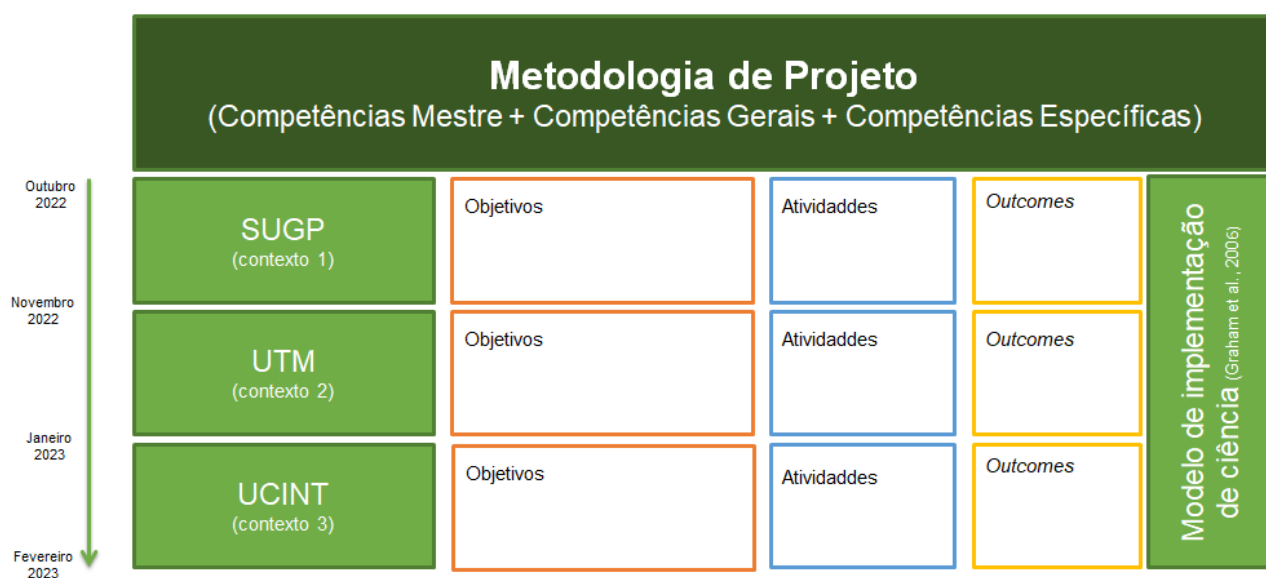 Metodologia de Projeto
(Competências Mestre + Competências Gerais + Competências Específicas)
Outubro
2022
SUGP
(contexto 1)
Objetivos
Atividaddes
Outcomes
Novembro
2022
UTM
(contexto 2)
Objetivos
Atividaddes
Outcomes
Janeiro
2023
UCINT
(contexto 3)
Objetivos
Atividaddes
Outcomes
Fevereiro
2023
Modelo de implementação
de ciência (Graham et al., 2006)